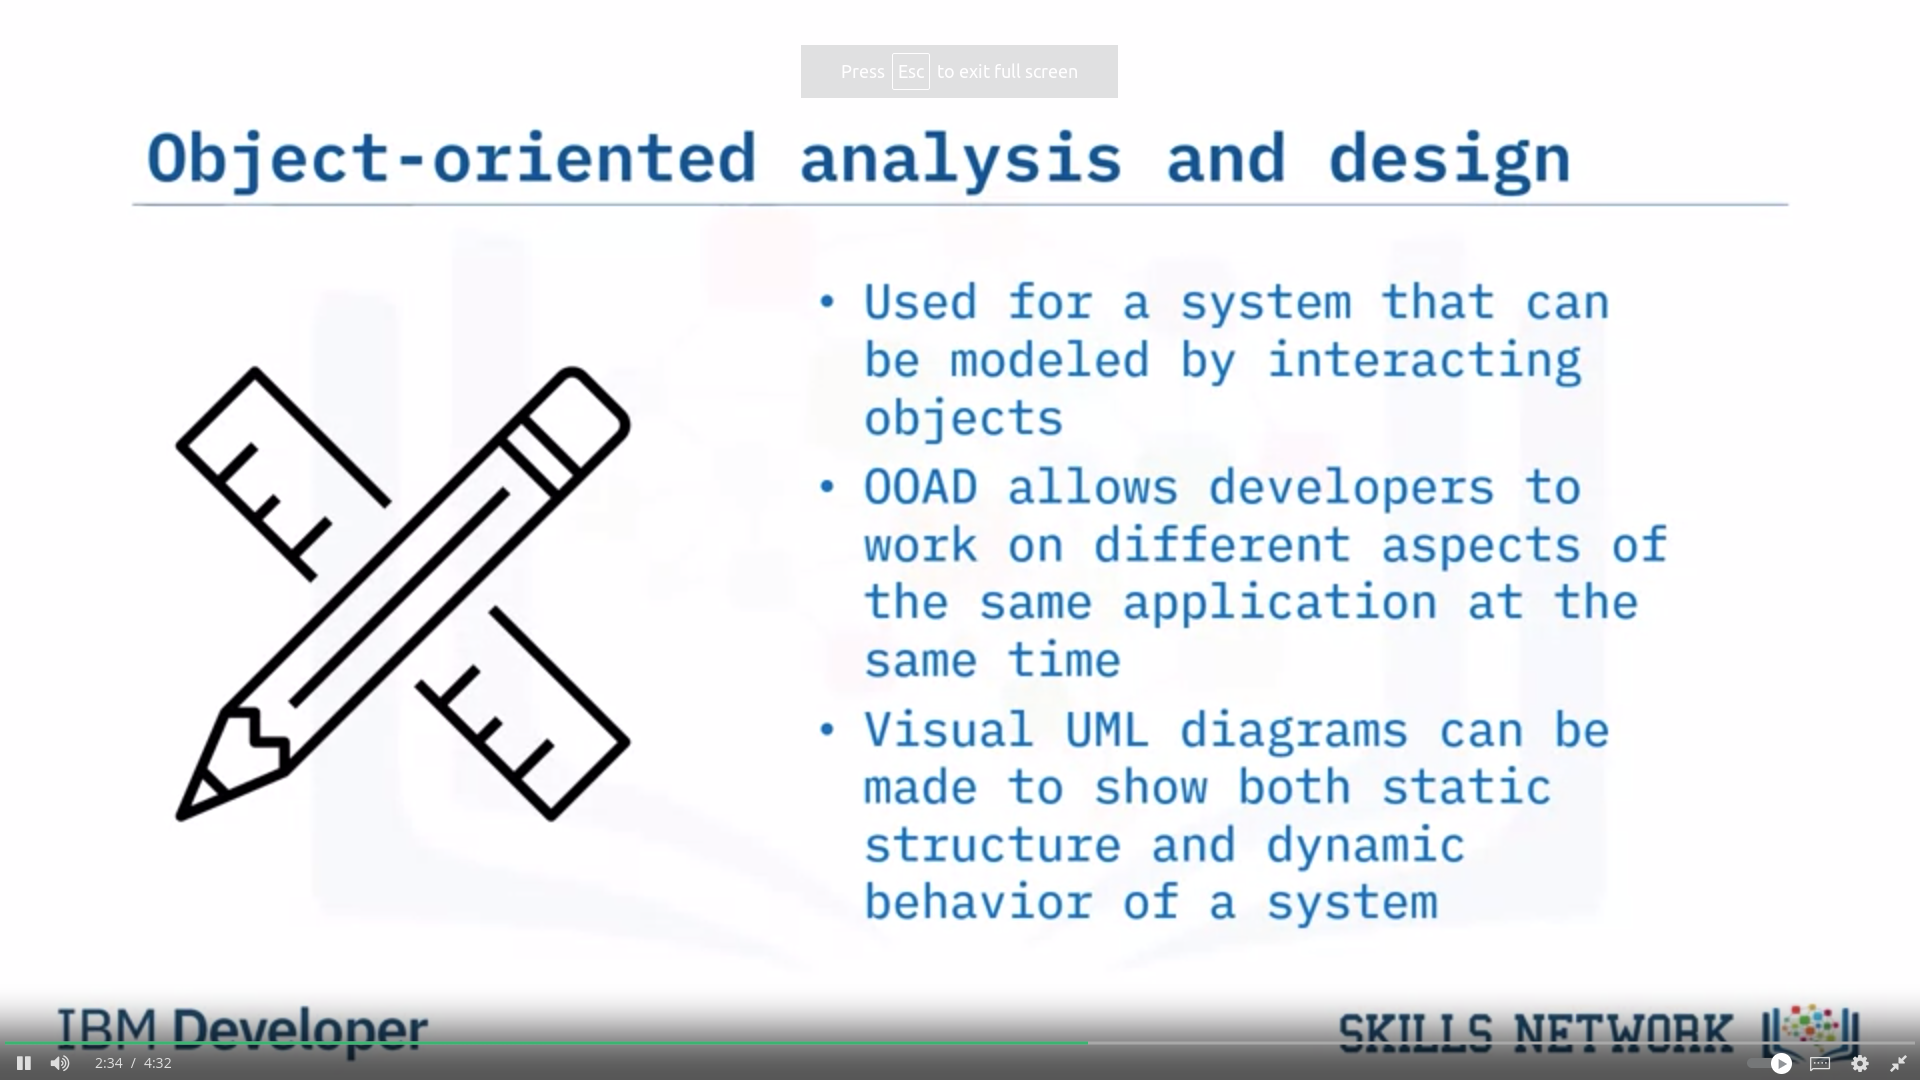 Press Esc to exit full screen
Object-oriented analysis and design
• Used for a system that can
be modeled by interacting
objects
• OOAD allows developers to
work on different aspects of
the same application at the
same time
• Visual UML diagrams can be
made to show both static
structure and dynamic
behavior of a system
IBM Developer
SKILLS NETWORK
2:34 / 4:32